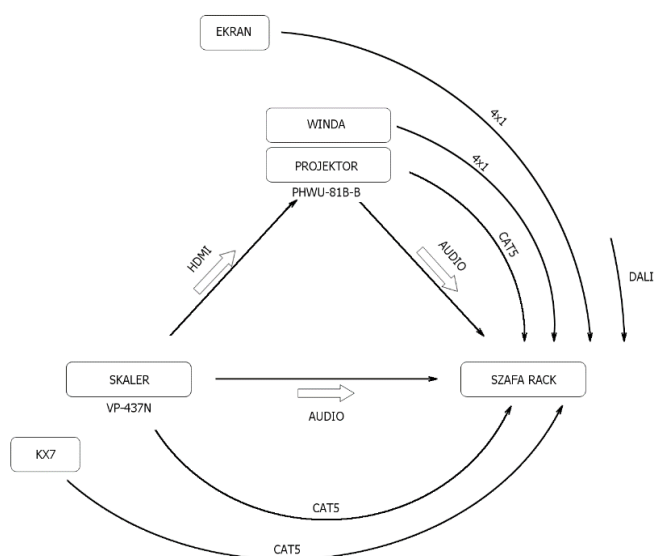 EKRAN
4x1
WINDA
4x1
PROJEKTOR
PHWU-81B-B
CAT5
HDMI
AUDIO
DALI
SKALER
VP-437N
SZAFA RACK
AUDIO
KX7
CAT5
CAT5